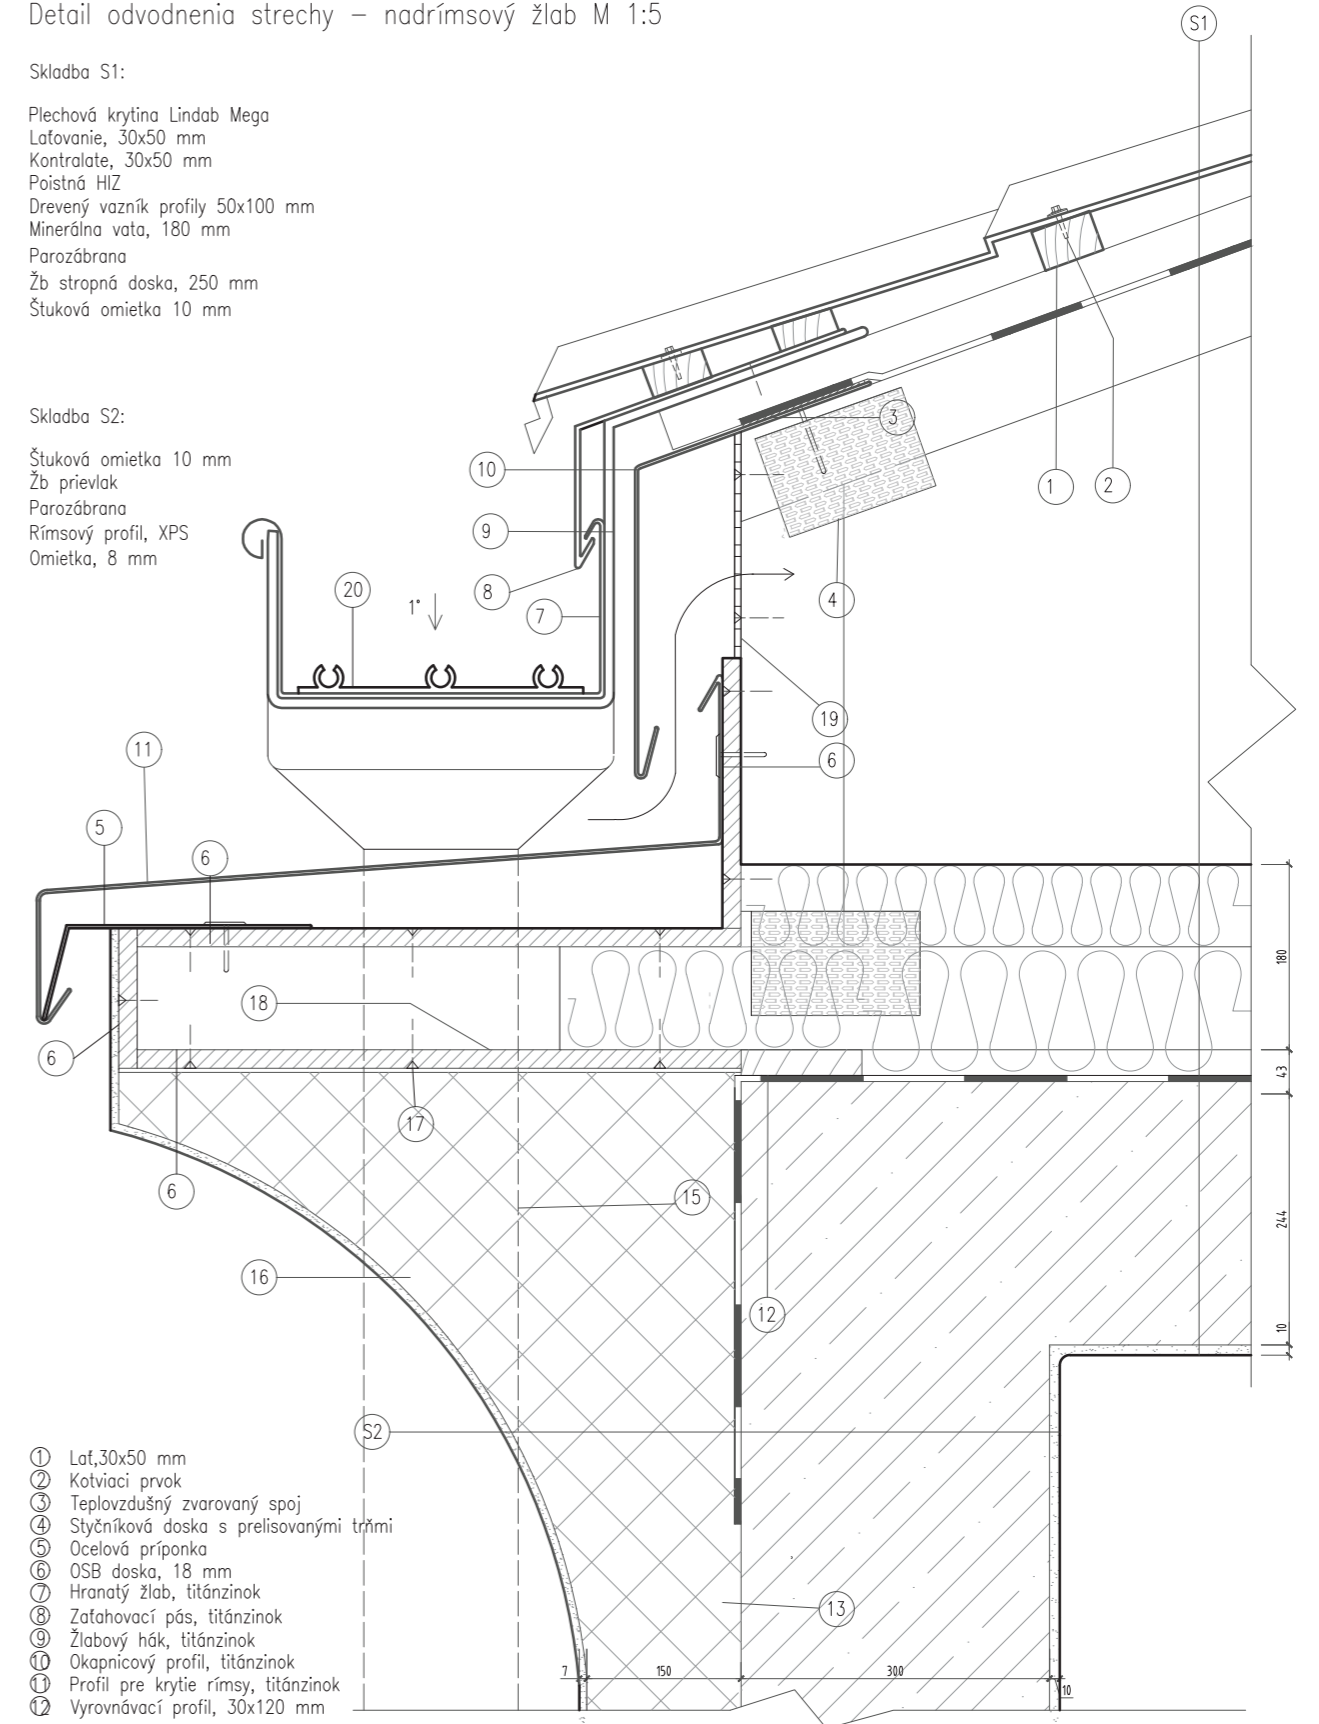 Detail odvodnenia strechy – nadrímsový žlab M 1:5
S1
Skladba S1:
Plechová krytina Lindab Mega
Laťovanie, 30x50 mm
Kontralate, 30x50 mm
Poistná HIZ
Drevený vazník profily 50x100 mm
Minerálna vata, 180 mm
Parozábrana
Žb stropná doska, 250 mm
Štuková omietka 10 mm
Skladba S2:
Štuková omietka 10 mm
Žb prievlak
Parozábrana
Rímsový profil, XPS
Omietka, 8 mm
3
10
1
2
9
20
8
4
1°
7
19
11
6
5
6
180
18
6
43
17
6
15
244
16
12
10
S2
13
7
150
300
10
1 Lať,30x50 mm
2 Kotviaci prvok
3 Teplovzdušný zvarovaný spoj
4 Styčníková doska s prelisovanými tŕňmi
5 Ocelová príponka
6 OSB doska, 18 mm
7 Hranatý žlab, titánzinok
8 Zaťahovací pás, titánzinok
9 Žlabový hák, titánzinok
10 Okapnicový profil, titánzinok
11 Profil pre krytie rímsy, titánzinok
12 Vyrovnávací profil, 30x120 mm